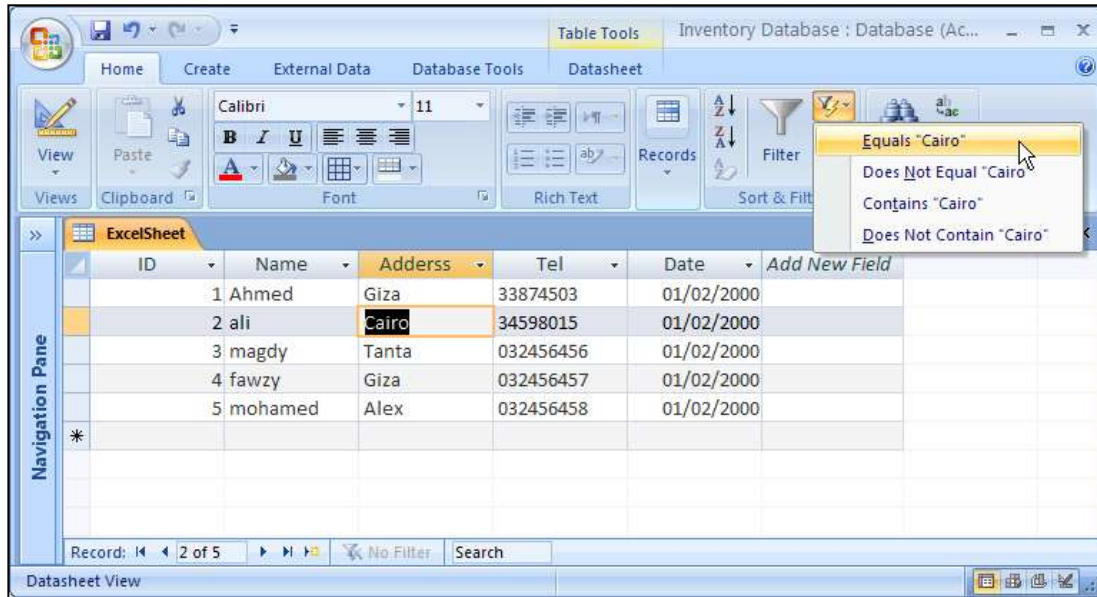 Table Tools Inventory Database : Database (Ac...
Home Create External Data Database Tools Datasheet
Calibri 11
B I U
View Paste Records Filter
Views Clipboard Font Rich Text Sort & Filt
Equals "Cairo"
Does Not Equal "Cairo"
Contains "Cairo"
Does Not Contain "Cairo"
ExcelSheet
ID Name Adderss Tel Date Add New Field
1 Ahmed Giza 33874503 01/02/2000
2 ali Cairo 34598015 01/02/2000
3 magdy Tanta 032456456 01/02/2000
4 fawzy Giza 032456457 01/02/2000
5 mohamed Alex 032456458 01/02/2000
Navigation Pane
Record: 2 of 5 No Filter Search
Datasheet View